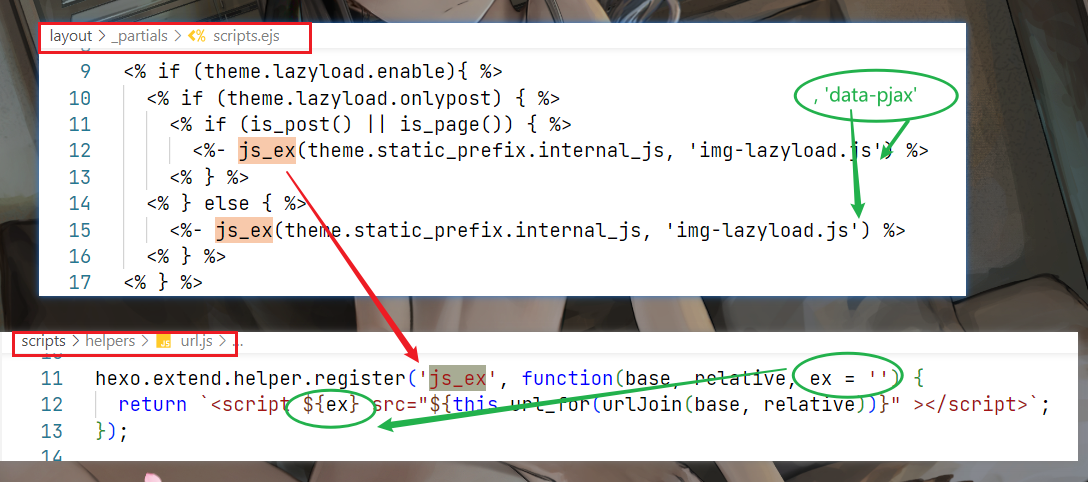 layout > _partials > <% scripts.ejs
9 <% if (theme.lazyload.enable){ %>
, 'data-pjax'
10 <% if (theme.lazyload.onlypost) { %>
11 <% if (is_post() || is_page()) { %>
12 <%- js_ex(theme.static_prefix.internal_js, 'img-lazyload.js') %>
13 <% } %>
14 <% } else { %>
15 <%- js_ex(theme.static_prefix.internal_js, 'img-lazyload.js') %>
16 <% } %>
17 <% } %>
scripts > helpers > JS url.js > ...
11 hexo.extend.helper.register('js_ex', function(base, relative, ex = '') {
12 return `<script ${ex} src="${this.url_for(urlJoin(base, relative))}" ></script>`;
13 });
14